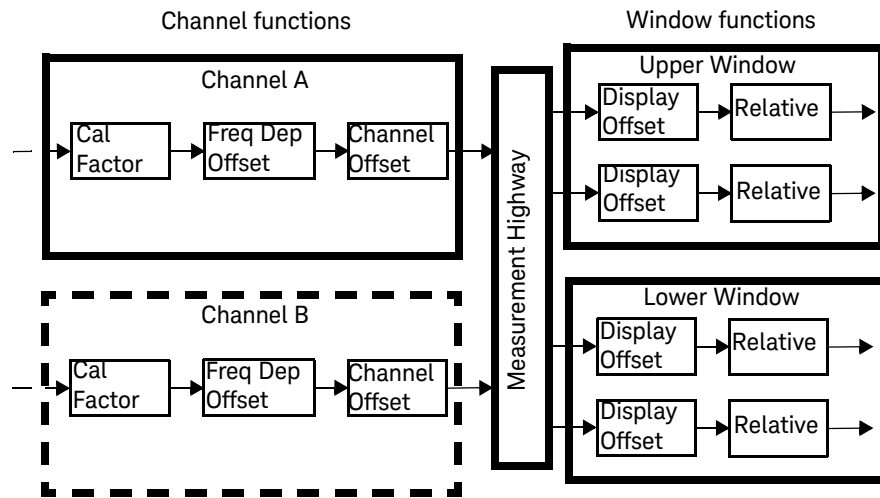 Channel functions
Window functions
Channel A
Cal
Factor
Freq Dep
Offset
Channel
Offset
Channel B
Cal
Factor
Freq Dep
Offset
Channel
Offset
Measurement Highway
Upper Window
Display
Offset
Relative
Display
Offset
Relative
Lower Window
Display
Offset
Relative
Display
Offset
Relative